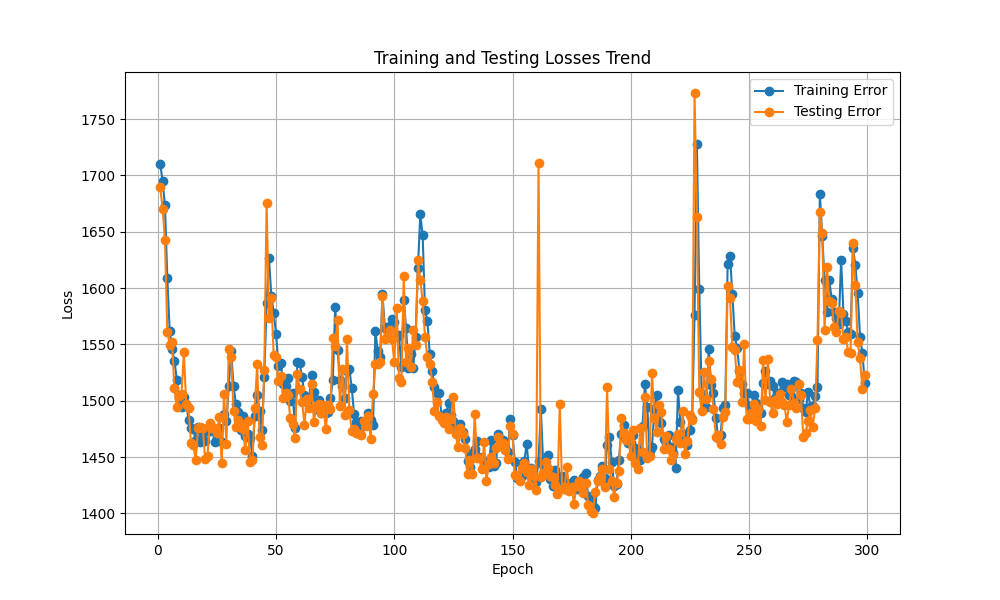 Training and Testing Losses Trend
Training Error
Testing Error
1750
1700
1650
1600
1550
1500
1450
1400
Loss
0 50 100 150 200 250 300
Epoch